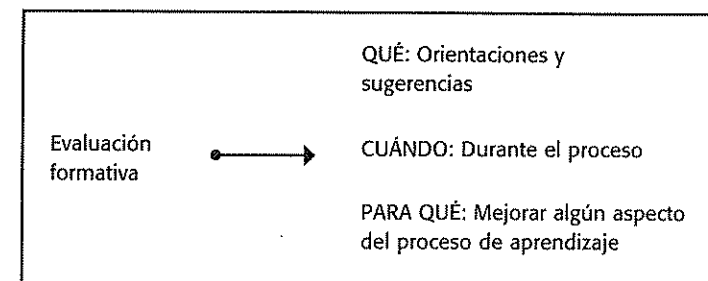 Evaluación
formativa
QUÉ: Orientaciones y
sugerencias
CUÁNDO: Durante el proceso
PARA QUÉ: Mejorar algún aspecto
del proceso de aprendizaje